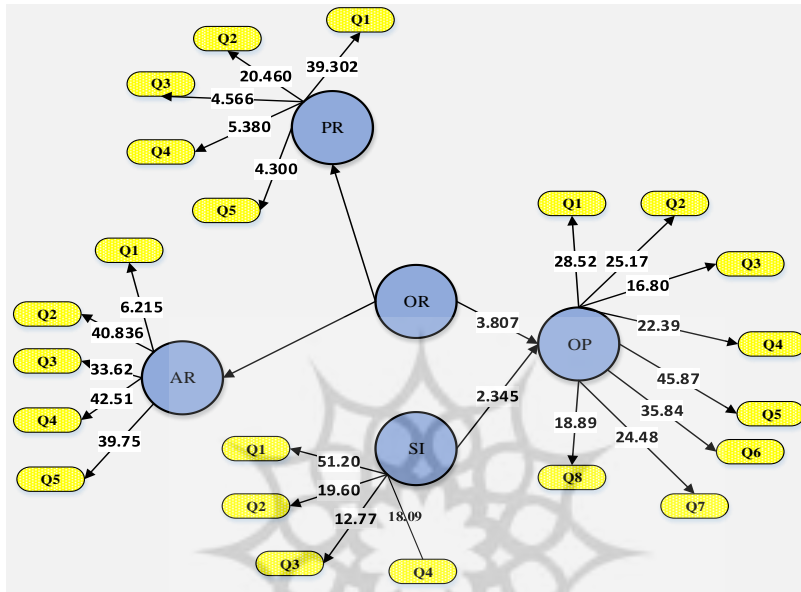 Q1
Q2
39.302
20.460
Q3
4.566
5.380
PR
Q4
4.300
Q5
Q1
6.215
Q2
40.836
Q3
33.62
AR
42.51
Q4
39.75
Q5
OR
3.807
SI
2.345
Q1
51.20
Q2
19.60
12.77
18.09
Q3
Q4
Q1
Q2
28.52
25.17
Q3
16.80
22.39
Q4
OP
45.87
Q5
35.84
Q6
18.89
24.48
Q8
Q7